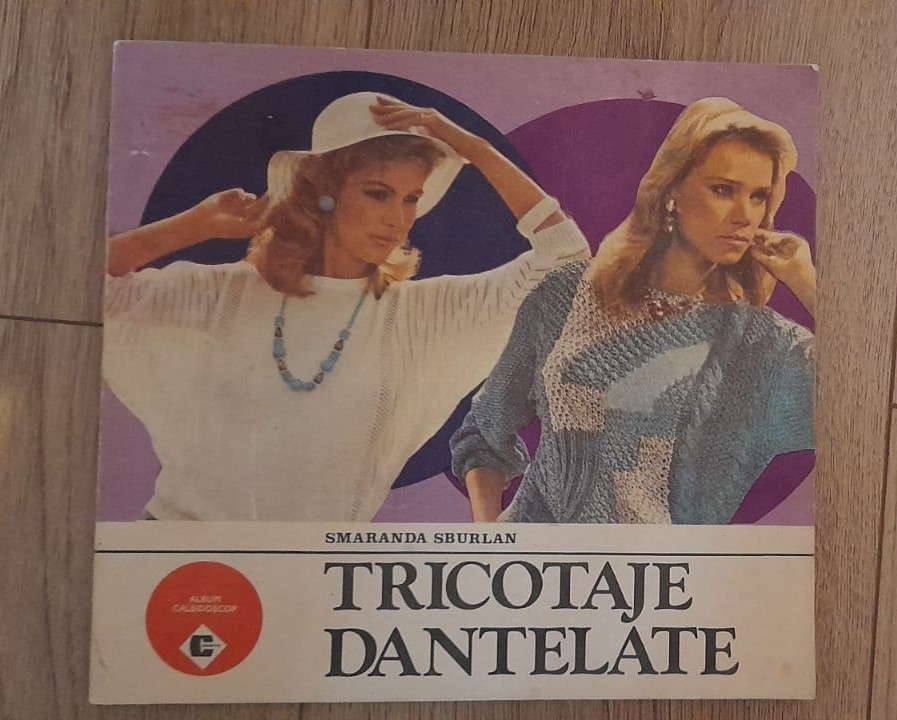 SMARANDA SBURLAN
TRICOTAJE
DANTELATE
ALBUM
CALEIDOSCOP